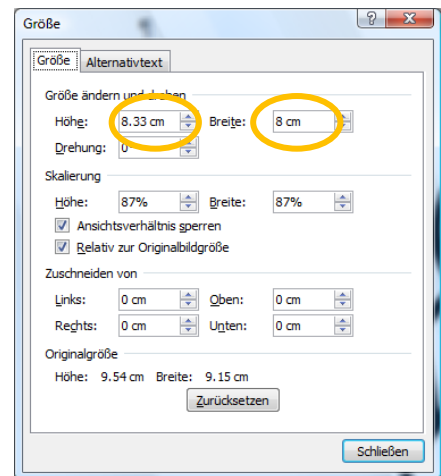 Größe
Größe Alternativtext
Größe ändern und drehen
Höhe: 8.33 cm Breite: 8 cm
Drehung: 0°
Skalierung
Höhe: 87% Breite: 87%
Ansichtsverhältnis sperren
Relativ zur Originalbildgröße
Zuschneiden von
Links: 0 cm Oben: 0 cm
Rechts: 0 cm Unten: 0 cm
Originalgröße
Höhe: 9.54 cm Breite: 9.15 cm
Zurücksetzen
Schließen